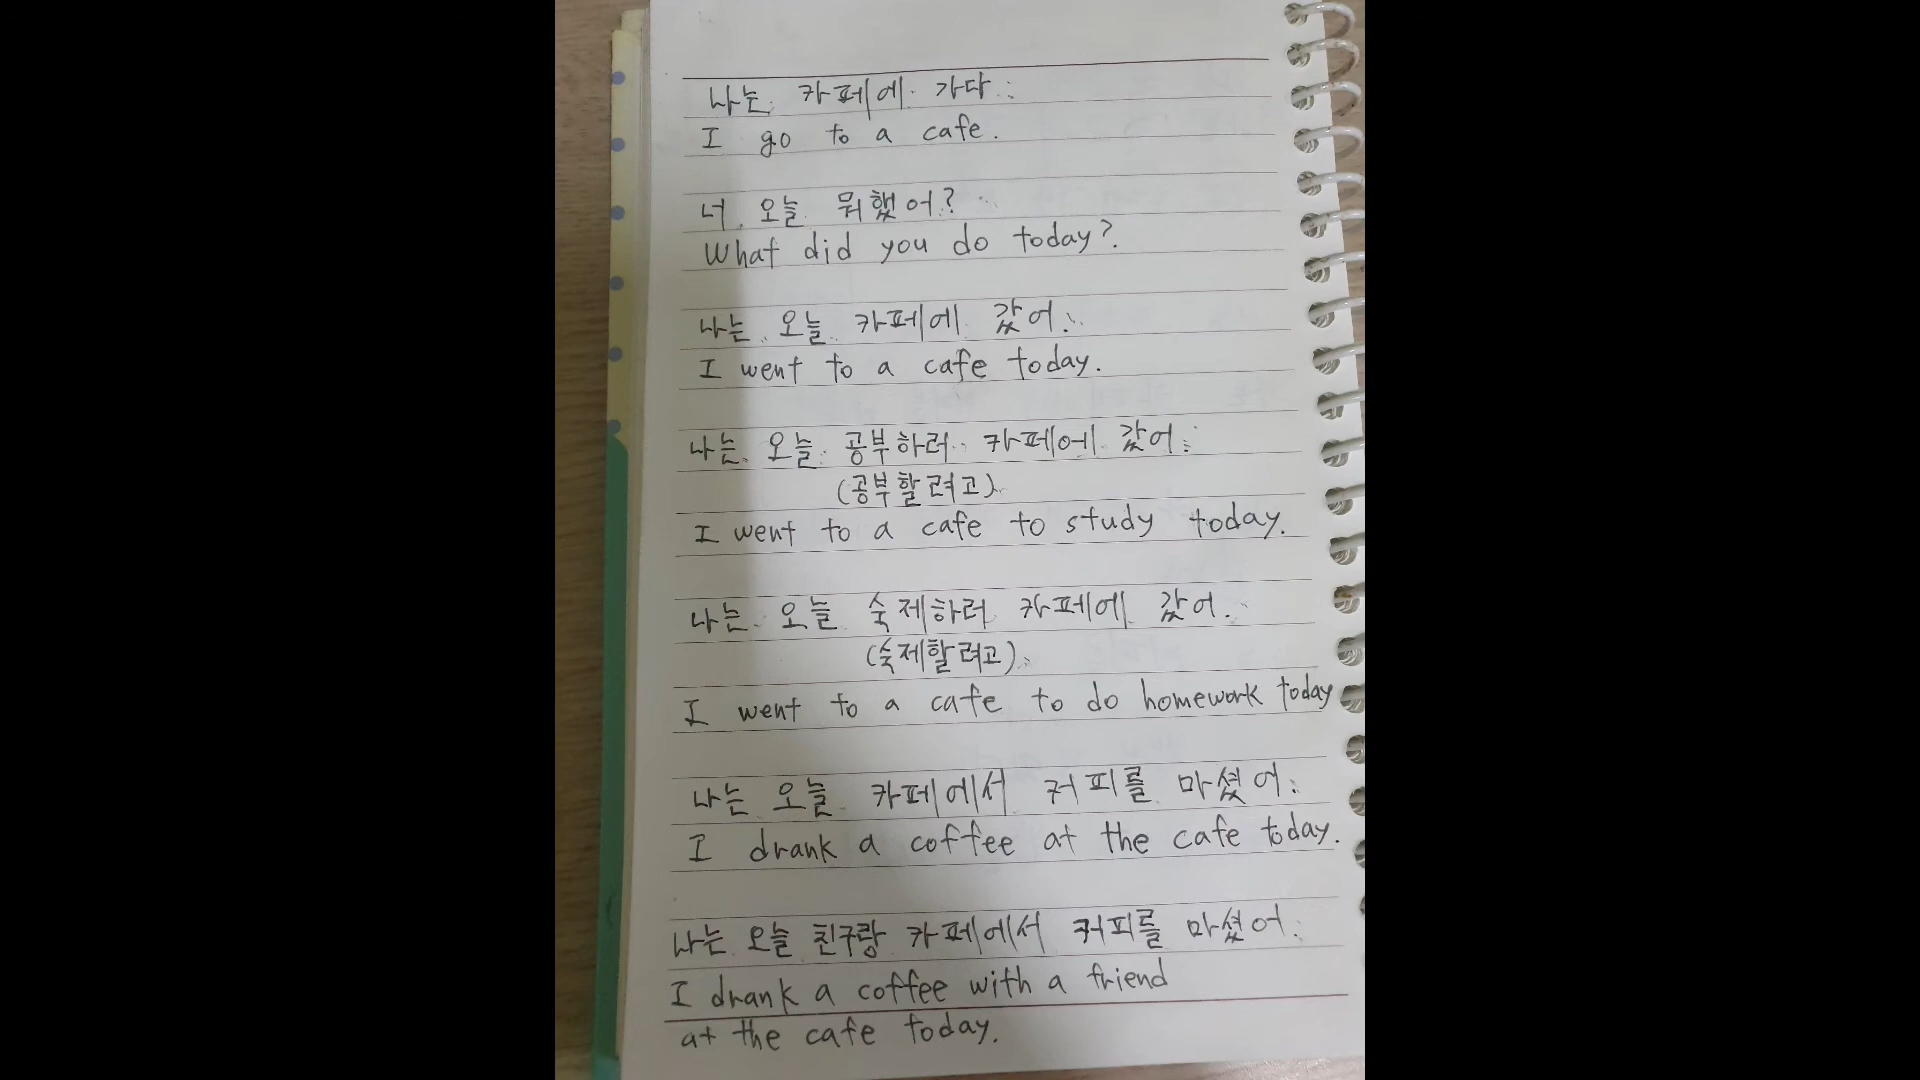 나는 카페에 가다.
I go to a cafe.
너 오늘 뭐했어?
What did you do today?
나는 오늘 카페에 갔어.
I went to a cafe today.
나는 오늘 공부하러 카페에 갔어.
(공부할려고)
I went to a cafe to study today.
나는 오늘 숙제하러 카페에 갔어.
(숙제할려고)
I went to a cafe to do homework today
나는 오늘 카페에서 커피를 마셨어.
I drank a coffee at the cafe today.
나는 오늘 친구랑 카페에서 커피를 마셨어.
I drank a coffee with a friend
at the cafe today.